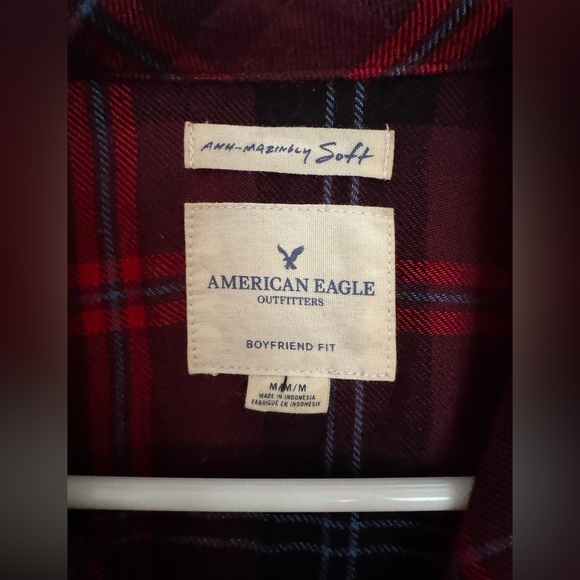 AHH-MAZINGLY Soft
AMERICAN EAGLE
OUTFITTERS
BOYFRIEND FIT
M/M/M
MADE IN INDONESIA
FABRIQUÉ EN INDONÉSIE